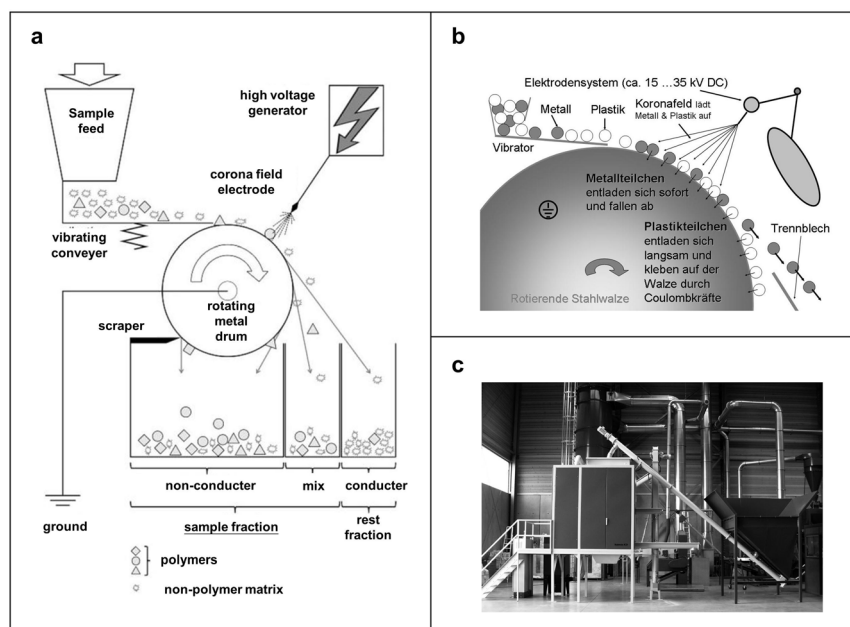 a
Sample
feed
high voltage
generator
corona field
electrode
vibrating
conveyer
rotating
metal
drum
scraper
non-conducter
mix
conducter
ground
sample fraction
rest
fraction
polymers
non-polymer matrix
b
Elektrodensystem (ca. 15 ...35 kV DC)
Metall
Plastik
Koronafeld lädt
Metall & Plastik auf
Vibrator
Metallteilchen
entladen sich sofort
und fallen ab
Plastikteilchen
entladen sich
langsam und
kleben auf der
Walze durch
Coulombkräfte
Trennblech
Rotierende Stahlwalze
c